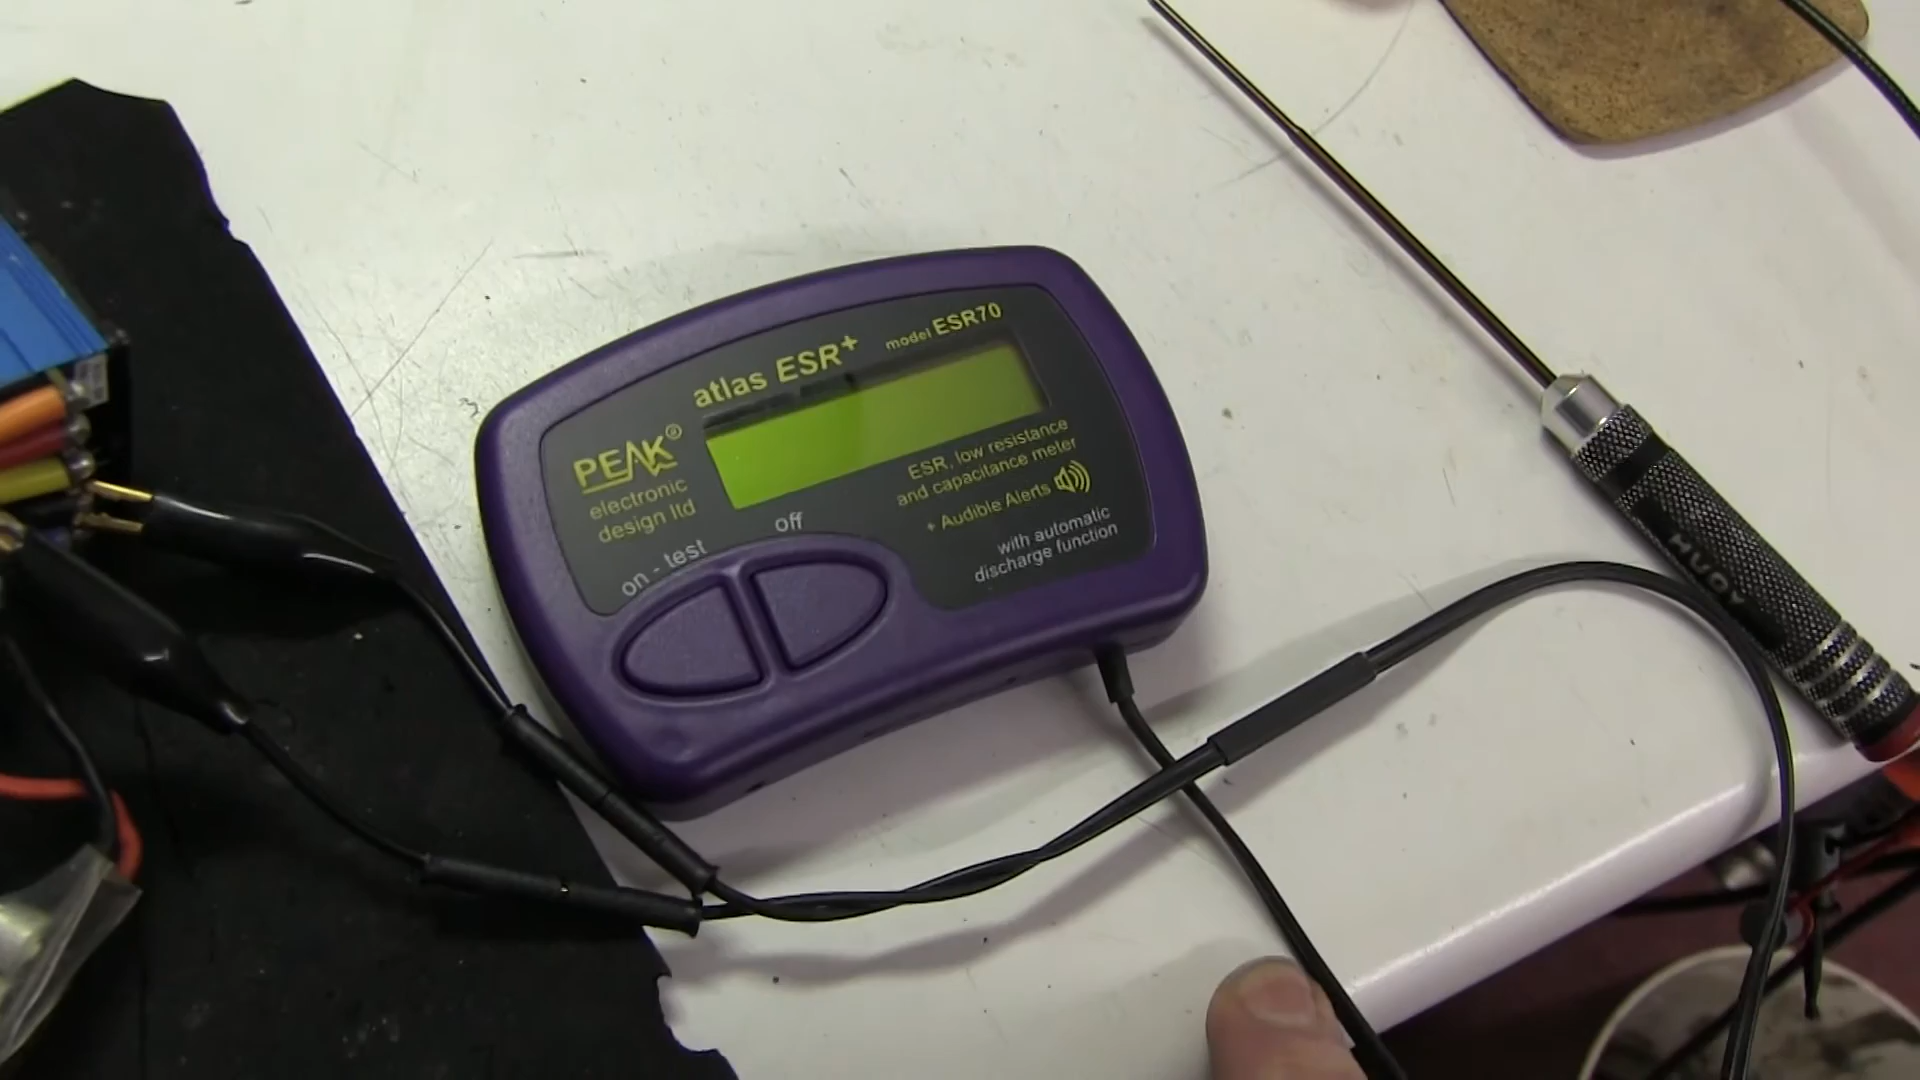 atlas ESR+ model ESR70
PEAK®
electronic
design ltd
on - test
off
ESR, low resistance
and capacitance meter
+ Audible Alerts
with automatic
discharge function
HUDY